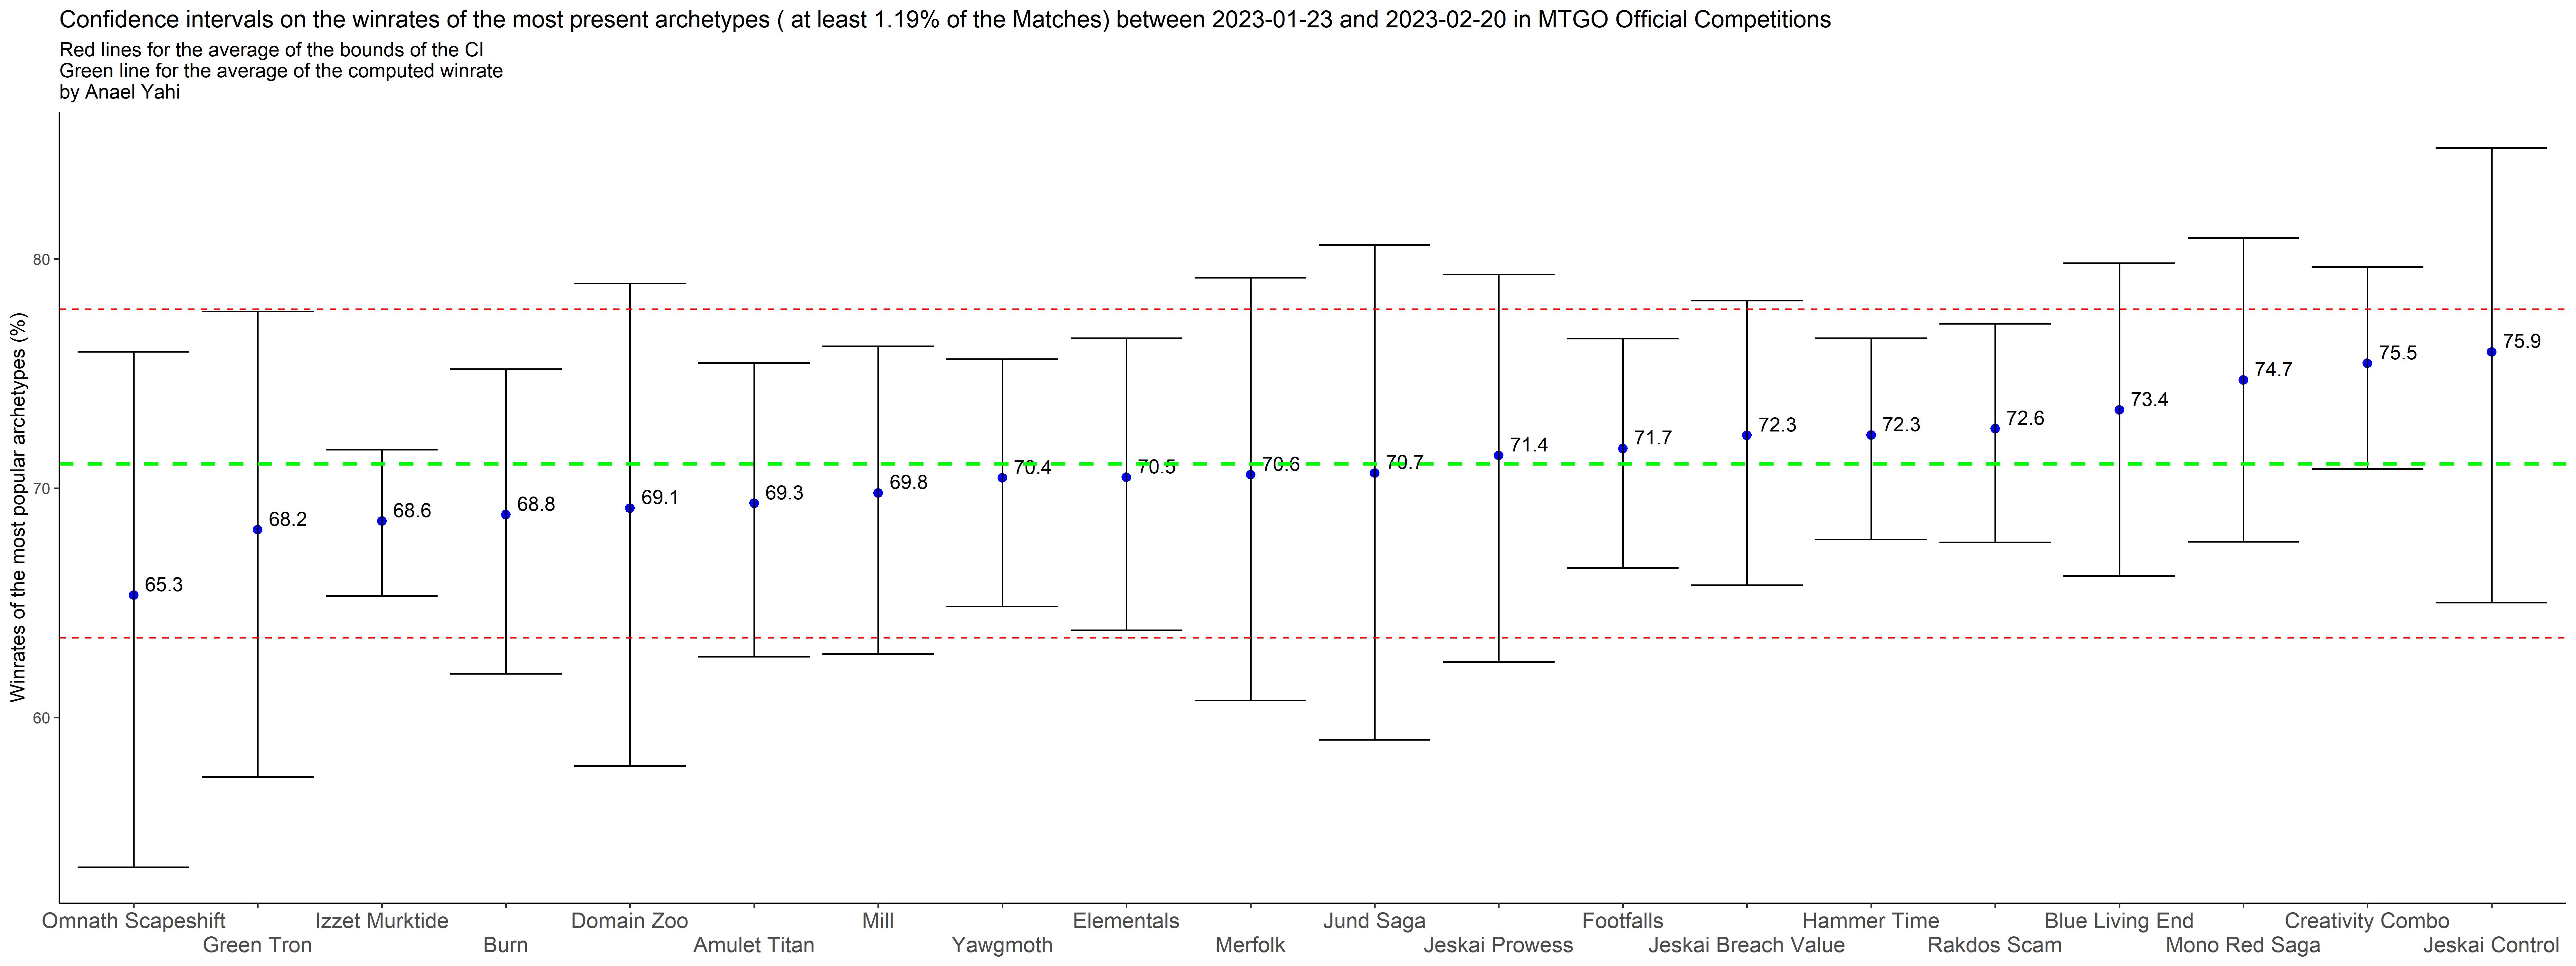 Confidence intervals on the winrates of the most present archetypes ( at least 1.19% of the Matches) between 2023-01-23 and 2023-02-20 in MTGO Official Competitions
Red lines for the average of the bounds of the CI
Green line for the average of the computed winrate
by Anael Yahi
Winrates of the most popular archetypes (%)
80
70
60
65.3
68.2
68.6
68.8
69.1
69.3
69.8
70.4
70.5
70.6
70.7
71.4
71.7
72.3
72.3
72.6
73.4
74.7
75.5
75.9
Omnath Scapeshift
Green Tron
Izzet Murktide
Burn
Domain Zoo
Amulet Titan
Mill
Yawgmoth
Elementals
Merfolk
Jund Saga
Jeskai Prowess
Footfalls
Jeskai Breach Value
Hammer Time
Rakdos Scam
Blue Living End
Mono Red Saga
Creativity Combo
Jeskai Control